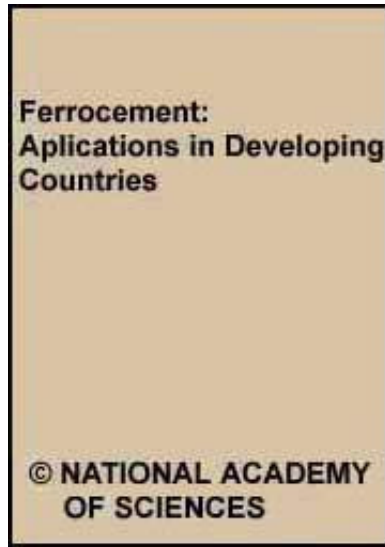 Ferrocement:
Aplications in Developing
Countries
© NATIONAL ACADEMY
OF SCIENCES